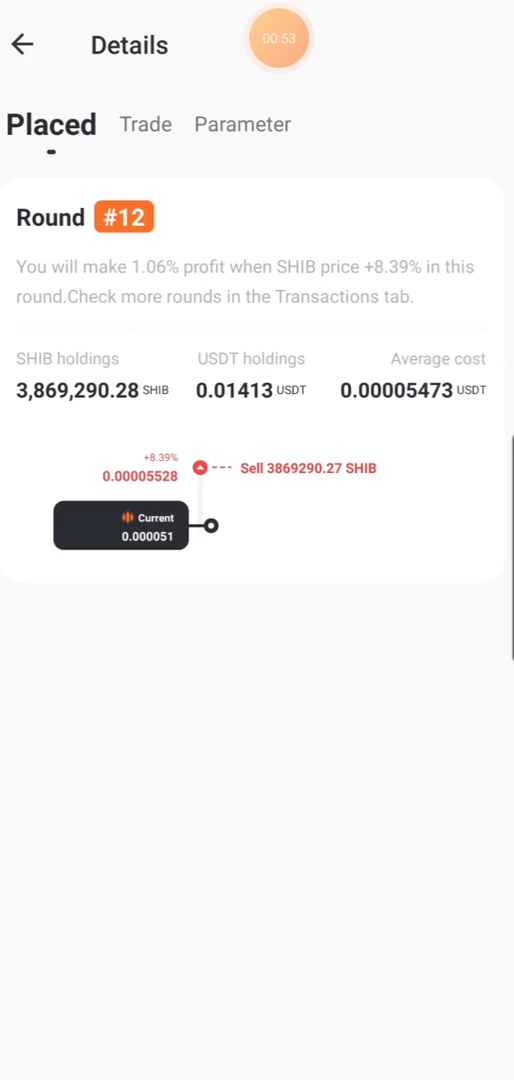 Details
00:53
Placed Trade Parameter
Round #12
You will make 1.06% profit when SHIB price +8.39% in this
round.Check more rounds in the Transactions tab.
SHIB holdings USDT holdings Average cost
3,869,290.28 SHIB 0.01413 USDT 0.00005473 USDT
+8.39%
0.00005528 Sell 3869290.27 SHIB
Current
0.000051